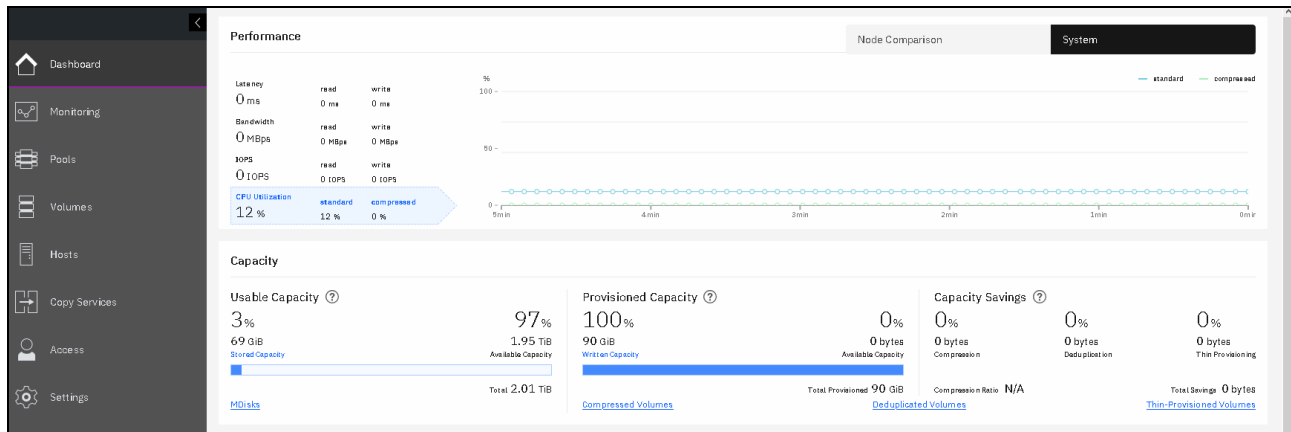 Performance
Node Comparison
System
Dashboard
Monitoring
Pools
Volumes
Hosts
Copy Services
Access
Settings
Latency
0 ms
read
0 ms
write
0 ms
Bandwidth
0 MBps
read
0 MBps
write
0 MBps
IOPS
0 IOPS
read
0 IOPS
write
0 IOPS
CPU Utilization
12 %
standard
12 %
compressed
0 %
%
standard
compressed
100
50
0
5min
4min
3min
2min
1min
0min
Capacity
Usable Capacity ?
3%
97%
69 GiB
1.95 TiB
Stored Capacity
Available Capacity
Total 2.01 TiB
MDisks
Provisioned Capacity ?
100%
0%
90 GiB
0 bytes
Written Capacity
Available Capacity
Total Provisioned 90 GiB
Compressed Volumes
Deduplicated Volumes
Capacity Savings ?
0%
0%
0%
0 bytes
0 bytes
0 bytes
Compression
Deduplication
Thin Provisioning
Compression Ratio N/A
Total Savings 0 bytes
Thin-Provisioned Volumes